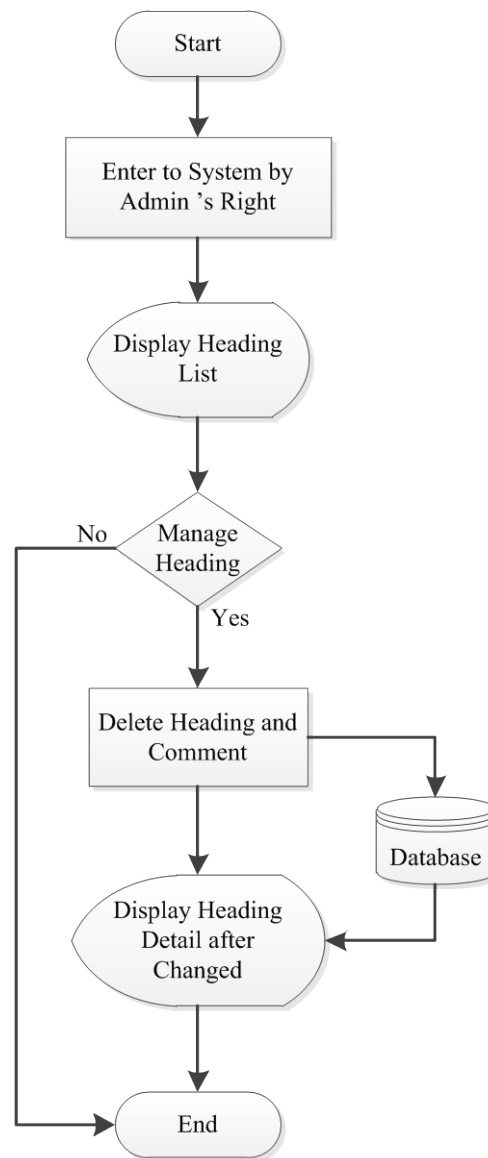 Start
Enter to System by
Admin ’s Right
Display Heading
List
No
Manage
Heading
Yes
Delete Heading and
Comment
Database
Display Heading
Detail after
Changed
End